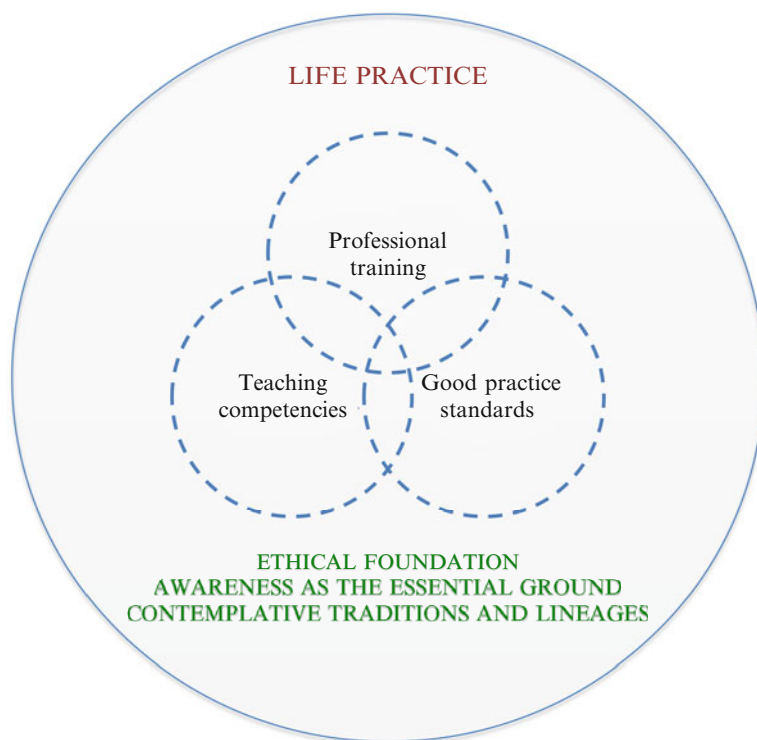 LIFE PRACTICE
Professional
training
Teaching
competencies
Good practice
standards
ETHICAL FOUNDATION
AWARENESS AS THE ESSENTIAL GROUND
CONTEMPLATIVE TRADITIONS AND LINEAGES